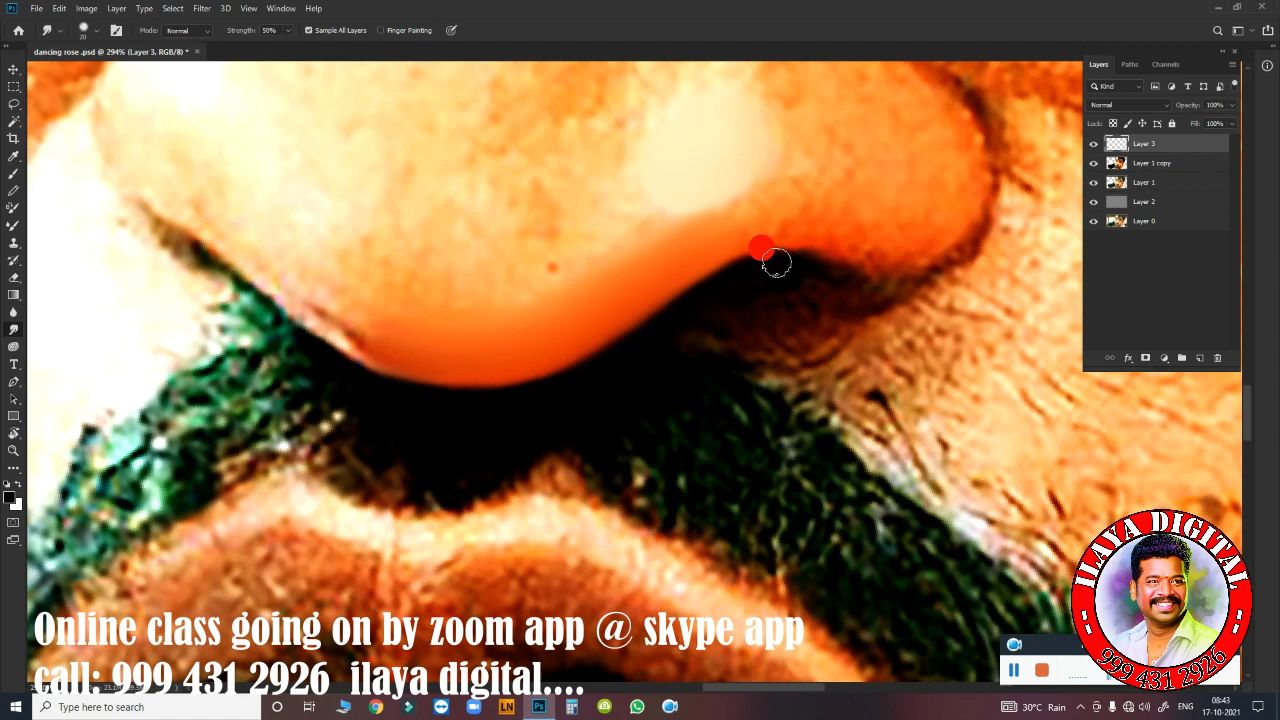 File Edit Image Layer Type Select Filter 3D View Window Help
Mode: Normal Strength: 50% Sample All Layers Finger Painting
20
dancing rose .psd @ 294% (Layer 3, RGB/8) *
Layers Paths Channels
Kind
Normal Opacity: 100%
Lock: Fill: 100%
Layer 3
Layer 1 copy
Layer 1
Layer 2
Layer 0
ILAYA DIGITAL
999 431 2926
Online class going on by zoom app @ skype app
call: 999 431 2926 ilaya digital....
Type here to search
30°C Rain ENG
08:43
17-10-2021